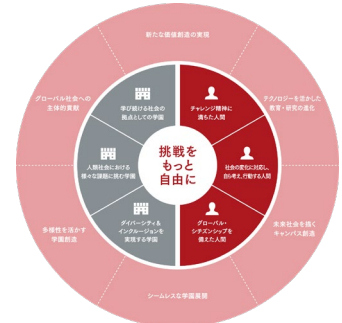 新たな価値創造の実現
グローバル社会への
主体的貢献
テクノロジーを活かした
教育・研究の進化
学び続ける社会の
拠点としての学園
チャレンジ精神に
満ちた人間
挑戦を
もっと
自由に
人類社会における
様々な課題に挑む学園
社会の変化に対応し、
自ら考え、行動する人間
ダイバーシティ&
インクルージョンを
実現する学園
グローバル・
シチズンシップを
備えた人間
多様性を活かす
学園創造
未来社会を描く
キャンパス創造
シームレスな学園展開